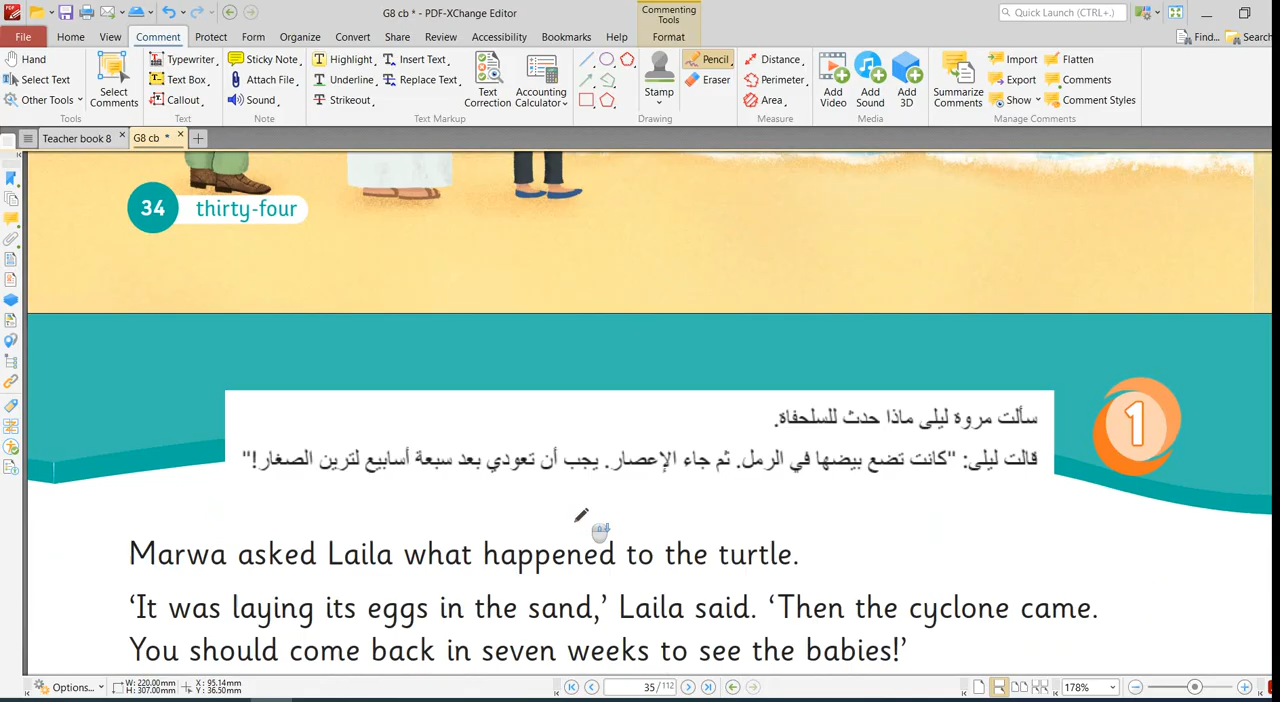 G8 cb * - PDF-XChange Editor
Commenting Tools
Quick Launch (CTRL+.)
File Home View Comment Protect Form Organize Convert Share Review Accessibility Bookmarks Help Format
Find... Search
Hand
Select Text
Other Tools
Tools
Select Comments
Typewriter
Text Box
Callout
Text
Sticky Note
Attach File
Sound
Note
Highlight
Underline
Strikeout
Insert Text
Replace Text
Text Correction
Accounting Calculator
Text Markup
Stamp
Drawing
Pencil
Eraser
Distance
Perimeter
Area
Measure
Add Video
Add Sound
Add 3D
Media
Summarize Comments
Import
Export
Show
Flatten
Comments
Comment Styles
Manage Comments
Teacher book 8
G8 cb *
34 thirty-four
سألت مروة ليلى ماذا حدث للسلحفاة.
قالت ليلى: "كانت تضع بيضها في الرمل. ثم جاء الإعصار. يجب أن تعودي بعد سبعة أسابيع لترين الصغار!"
1
Marwa asked Laila what happened to the turtle.
‘It was laying its eggs in the sand,’ Laila said. ‘Then the cyclone came.
You should come back in seven weeks to see the babies!’
Options...
W: 220.00mm
H: 307.00mm
X: 95.14mm
Y: 36.50mm
35 / 112
178%